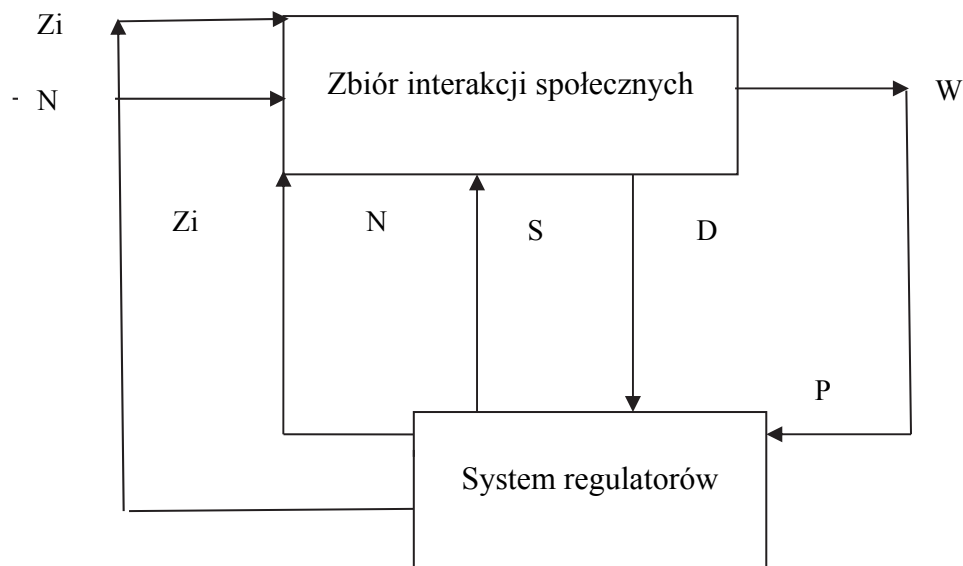 Zi
Zbiór interakcji społecznych
W
- N
Zi
N
S
D
P
System regulatorów